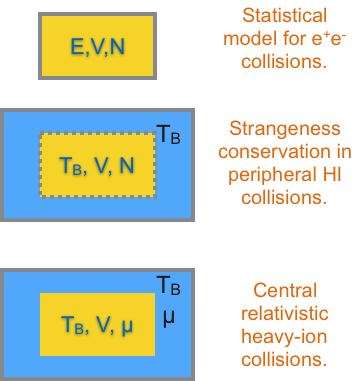 E,V,N
Statistical
model for e⁺e⁻
collisions.
T_B
T_B, V, N
Strangeness
conservation in
peripheral HI
collisions.
T_B
μ
T_B, V, μ
Central
relativistic
heavy-ion
collisions.